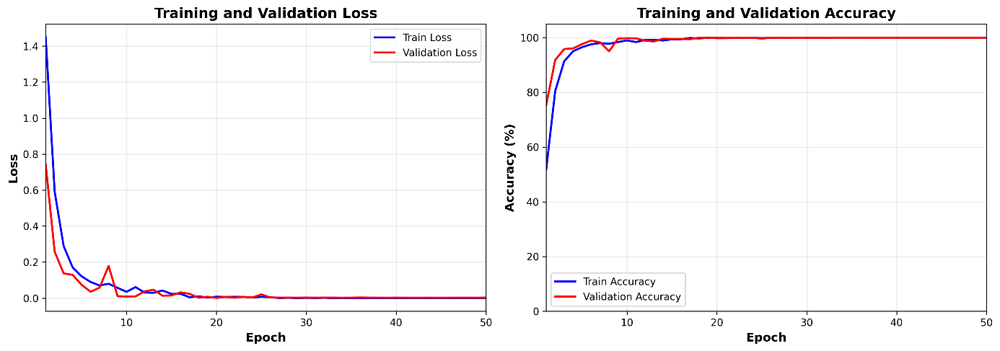 Training and Validation Loss
Train Loss
Validation Loss
1.4
1.2
1.0
0.8
0.6
0.4
0.2
0.0
Loss
10 20 30 40 50
Epoch
Training and Validation Accuracy
100
80
60
40
20
0
Accuracy (%)
Train Accuracy
Validation Accuracy
10 20 30 40 50
Epoch